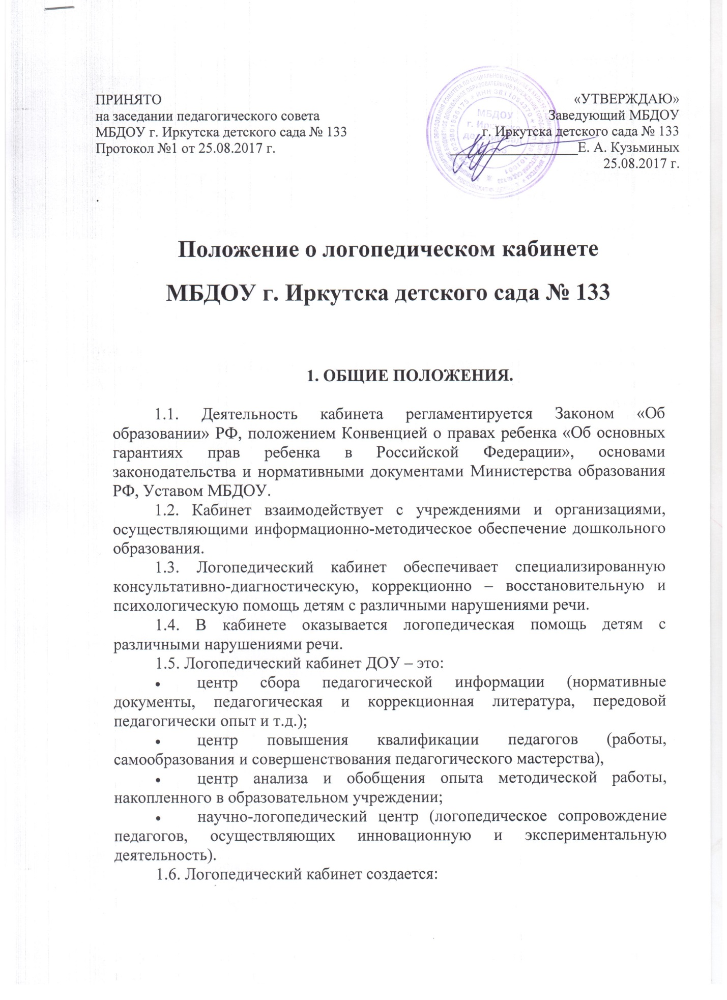 ПРИНЯТО
на заседании педагогического совета
МБДОУ г. Иркутска детского сада № 133
Протокол №1 от 25.08.2017 г.
«УТВЕРЖДАЮ»
Заведующий МБДОУ
г. Иркутска детского сада № 133
Е. А. Кузьминых
25.08.2017 г.
МБДОУ
г. Иркутска
детский сад
ИНН 3811054370
.
Положение о логопедическом кабинете
МБДОУ г. Иркутска детского сада № 133
1. ОБЩИЕ ПОЛОЖЕНИЯ.
1.1. Деятельность кабинета регламентируется Законом «Об
образовании» РФ, положением Конвенцией о правах ребенка «Об основных
гарантиях прав ребенка в Российской Федерации», основами
законодательства и нормативными документами Министерства образования
РФ, Уставом МБДОУ.
1.2. Кабинет взаимодействует с учреждениями и организациями,
осуществляющими информационно-методическое обеспечение дошкольного
образования.
1.3. Логопедический кабинет обеспечивает специализированную
консультативно-диагностическую, коррекционно – восстановительную и
психологическую помощь детям с различными нарушениями речи.
1.4. В кабинете оказывается логопедическая помощь детям с
различными нарушениями речи.
1.5. Логопедический кабинет ДОУ – это:
• центр сбора педагогической информации (нормативные
документы, педагогическая и коррекционная литература, передовой
педагогически опыт и т.д.);
• центр повышения квалификации педагогов (работы,
самообразования и совершенствования педагогического мастерства),
• центр анализа и обобщения опыта методической работы,
накопленного в образовательном учреждении;
• научно-логопедический центр (логопедическое сопровождение
педагогов, осуществляющих инновационную и экспериментальную
деятельность).
1.6. Логопедический кабинет создается: